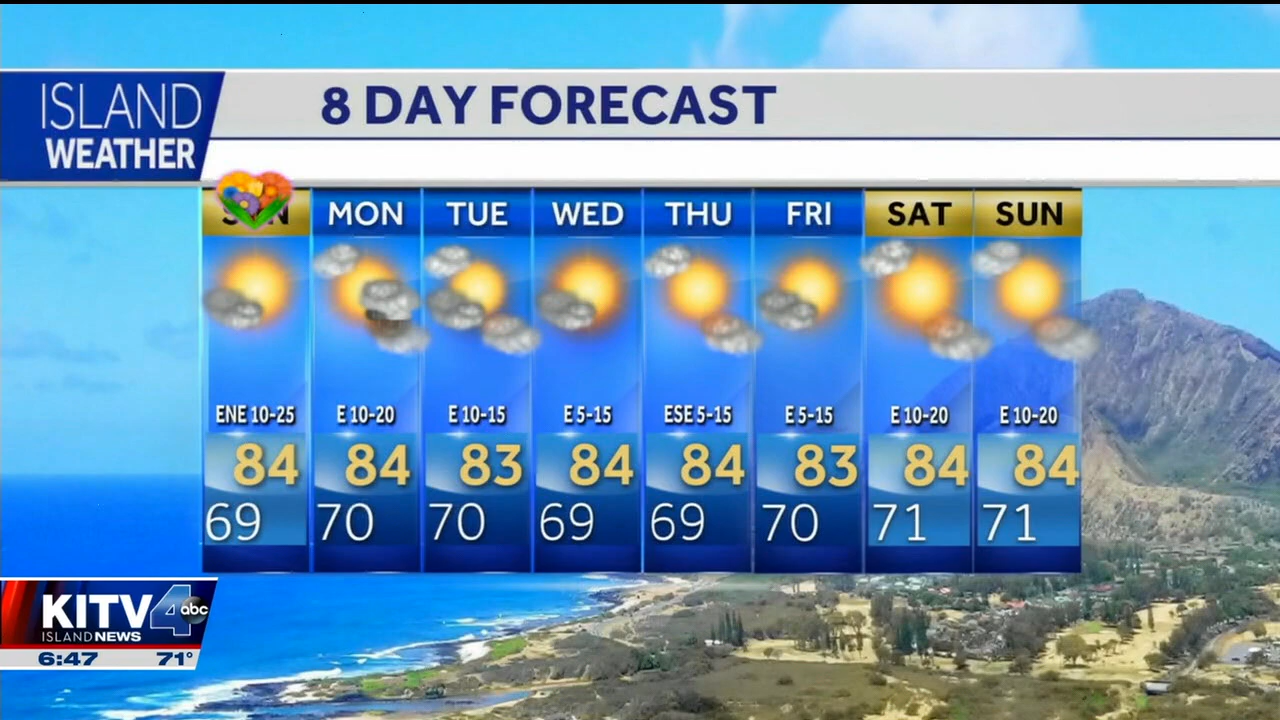 ISLAND
WEATHER
8 DAY FORECAST
SUN MON TUE WED THU FRI SAT SUN
ENE 10-25 E 10-20 E 10-15 E 5-15 ESE 5-15 E 5-15 E 10-20 E 10-20
84 84 83 84 84 83 84 84
69 70 70 69 69 70 71 71
KITV4 abc
ISLAND NEWS
6:47 71°